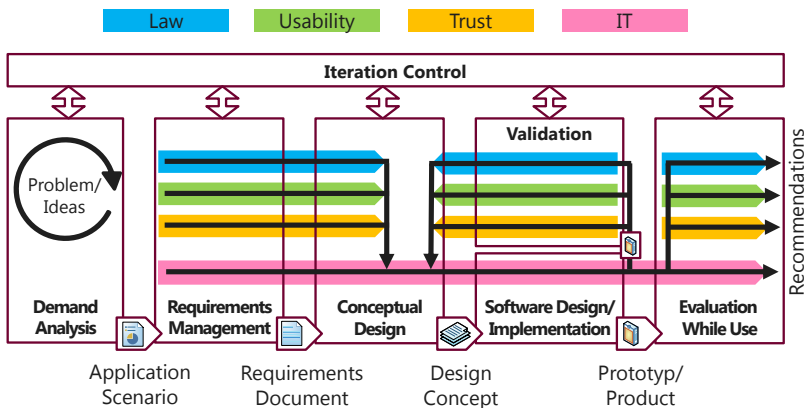 Law
Usability
Trust
IT
Iteration Control
Validation
Problem/
Ideas
Recommendations
Demand
Analysis
Requirements
Management
Conceptual
Design
Software Design/
Implementation
Evaluation
While Use
Application
Scenario
Requirements
Document
Design
Concept
Prototyp/
Product